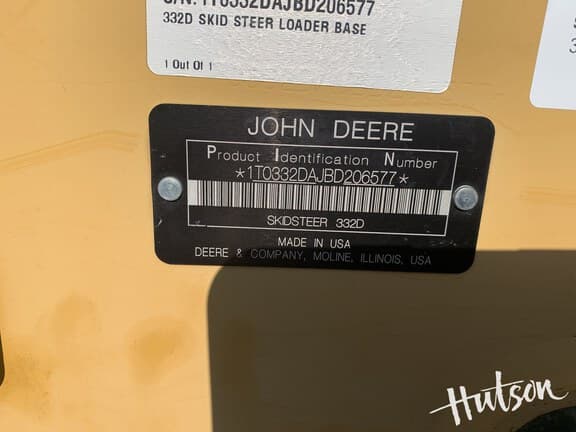 S/N: 1T0332DAJBD206577
332D SKID STEER LOADER BASE
1 Out Of 1
JOHN DEERE
Product Identification Number
*1T0332DAJBD206577*
SKIDSTEER 332D
MADE IN USA
DEERE & COMPANY, MOLINE, ILLINOIS, USA
Hutson